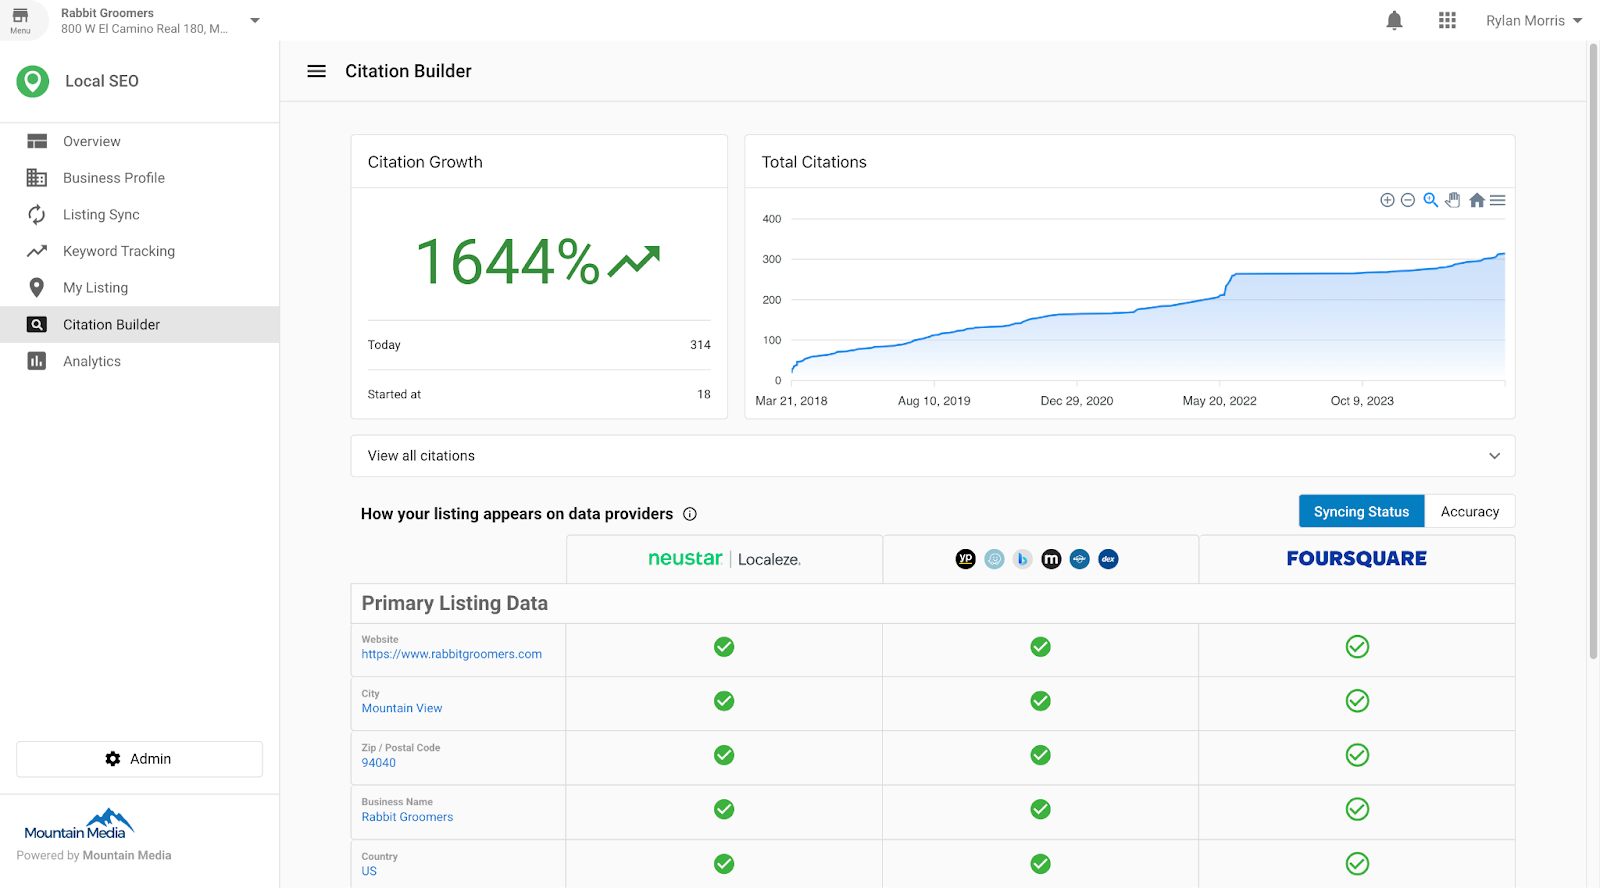 Menu
Rabbit Groomers
800 W El Camino Real 180, M...
Rylan Morris
Local SEO
Citation Builder
Overview
Business Profile
Listing Sync
Keyword Tracking
My Listing
Citation Builder
Analytics
Admin
Mountain Media
Powered by Mountain Media
Citation Growth
1644%
Today 314
Started at 18
Total Citations
400
300
200
100
0
Mar 21, 2018 Aug 10, 2019 Dec 29, 2020 May 20, 2022 Oct 9, 2023
View all citations
How your listing appears on data providers
Syncing Status Accuracy
neustar | Localeze. YP b m dex FOURSQUARE
Primary Listing Data
Website
https://www.rabbitgroomers.com
City
Mountain View
Zip / Postal Code
94040
Business Name
Rabbit Groomers
Country
US